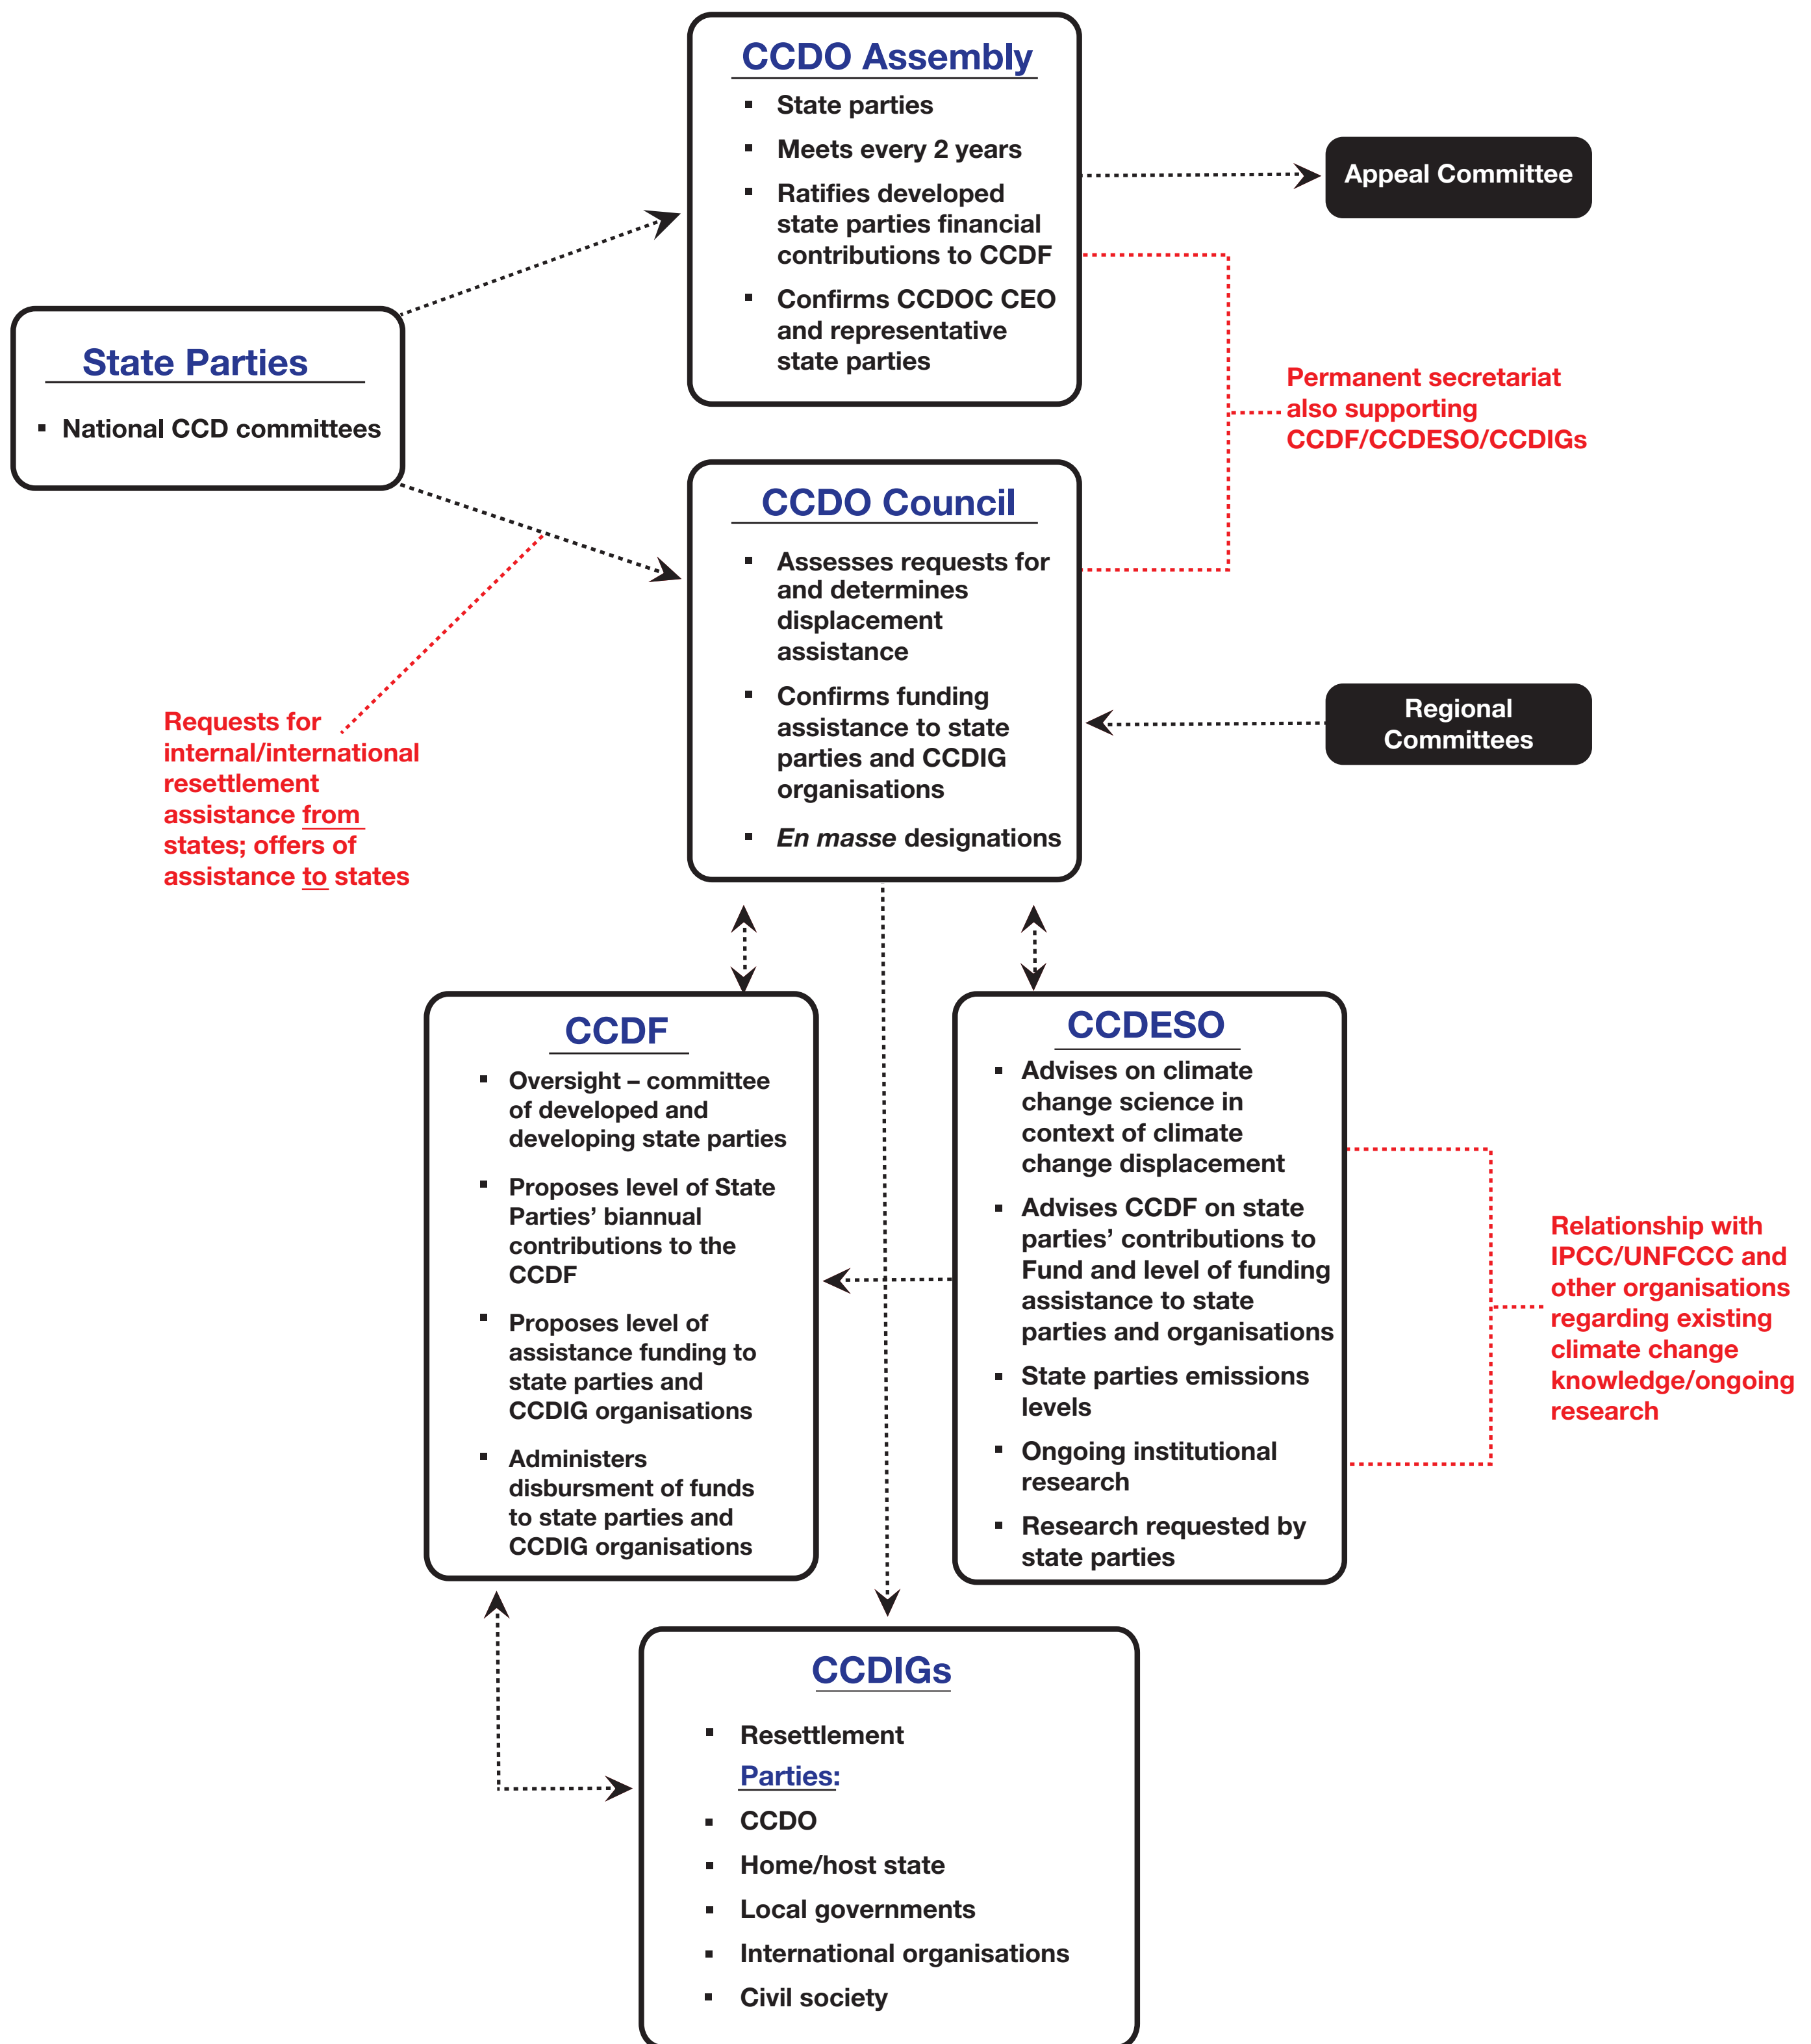 CCDO Assembly
▪ State parties
▪ Meets every 2 years
▪ Ratifies developed
state parties financial
contributions to CCDF
▪ Confirms CCDOC CEO
and representative
state parties
Appeal Committee
State Parties
▪ National CCD committees
Permanent secretariat
also supporting
CCDF/CCDESO/CCDIGs
CCDO Council
▪ Assesses requests for
and determines
displacement
assistance
▪ Confirms funding
assistance to state
parties and CCDIG
organisations
▪ En masse designations
Regional
Committees
Requests for
internal/international
resettlement
assistance from
states; offers of
assistance to states
CCDF
▪ Oversight – committee
of developed and
developing state parties
▪ Proposes level of State
Parties’ biannual
contributions to the
CCDF
▪ Proposes level of
assistance funding to
state parties and
CCDIG organisations
▪ Administers
disbursment of funds
to state parties and
CCDIG organisations
CCDESO
▪ Advises on climate
change science in
context of climate
change displacement
▪ Advises CCDF on state
parties’ contributions to
Fund and level of funding
assistance to state
parties and organisations
▪ State parties emissions
levels
▪ Ongoing institutional
research
▪ Research requested by
state parties
Relationship with
IPCC/UNFCCC and
other organisations
regarding existing
climate change
knowledge/ongoing
research
CCDIGs
▪ Resettlement
Parties:
▪ CCDO
▪ Home/host state
▪ Local governments
▪ International organisations
▪ Civil society